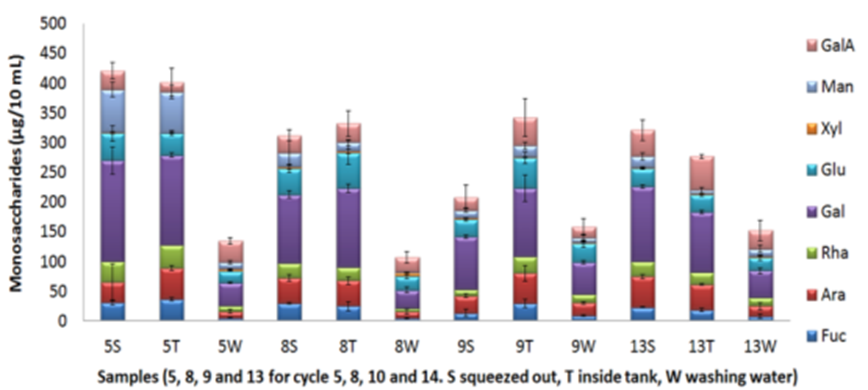 500
450
400
350
300
250
200
150
100
50
0
Monosaccharides (µg/10 mL)
5S 5T 5W 8S 8T 8W 9S 9T 9W 13S 13T 13W
Samples (5, 8, 9 and 13 for cycle 5, 8, 10 and 14. S squeezed out, T inside tank, W washing water)
GalA
Man
Xyl
Glu
Gal
Rha
Ara
Fuc